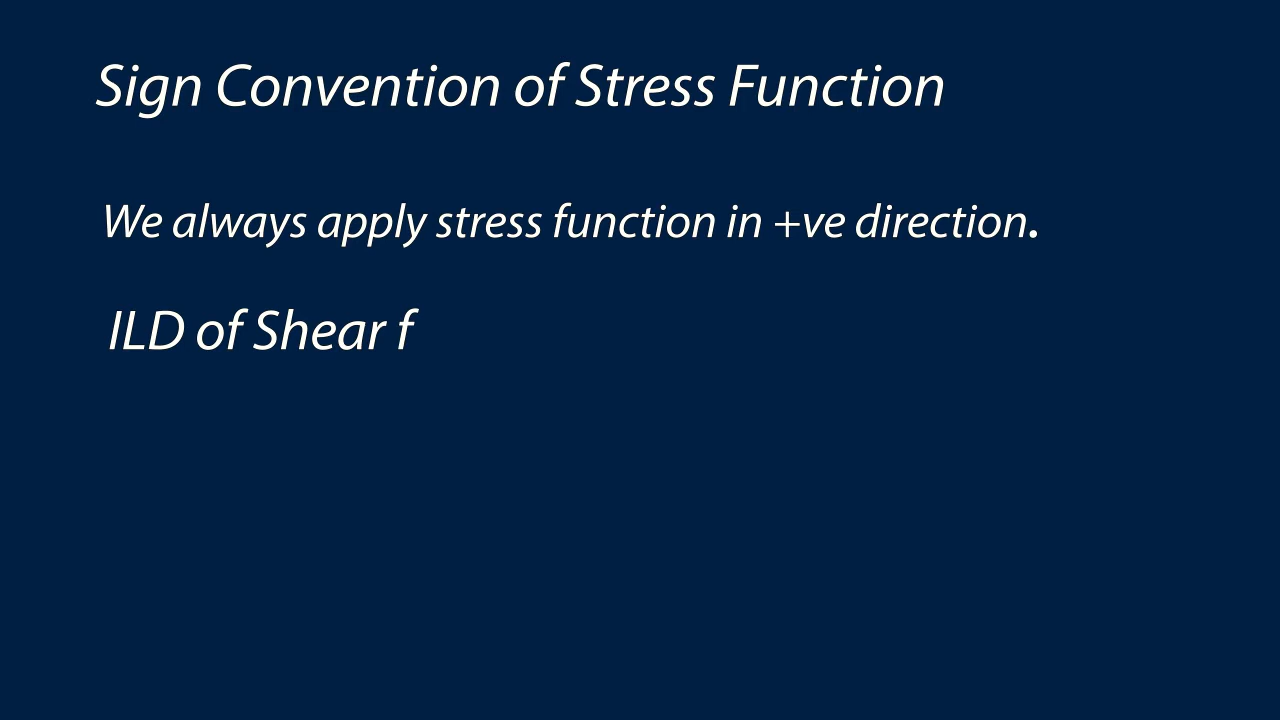 Sign Convention of Stress Function
We always apply stress function in +ve direction.
ILD of Shear f